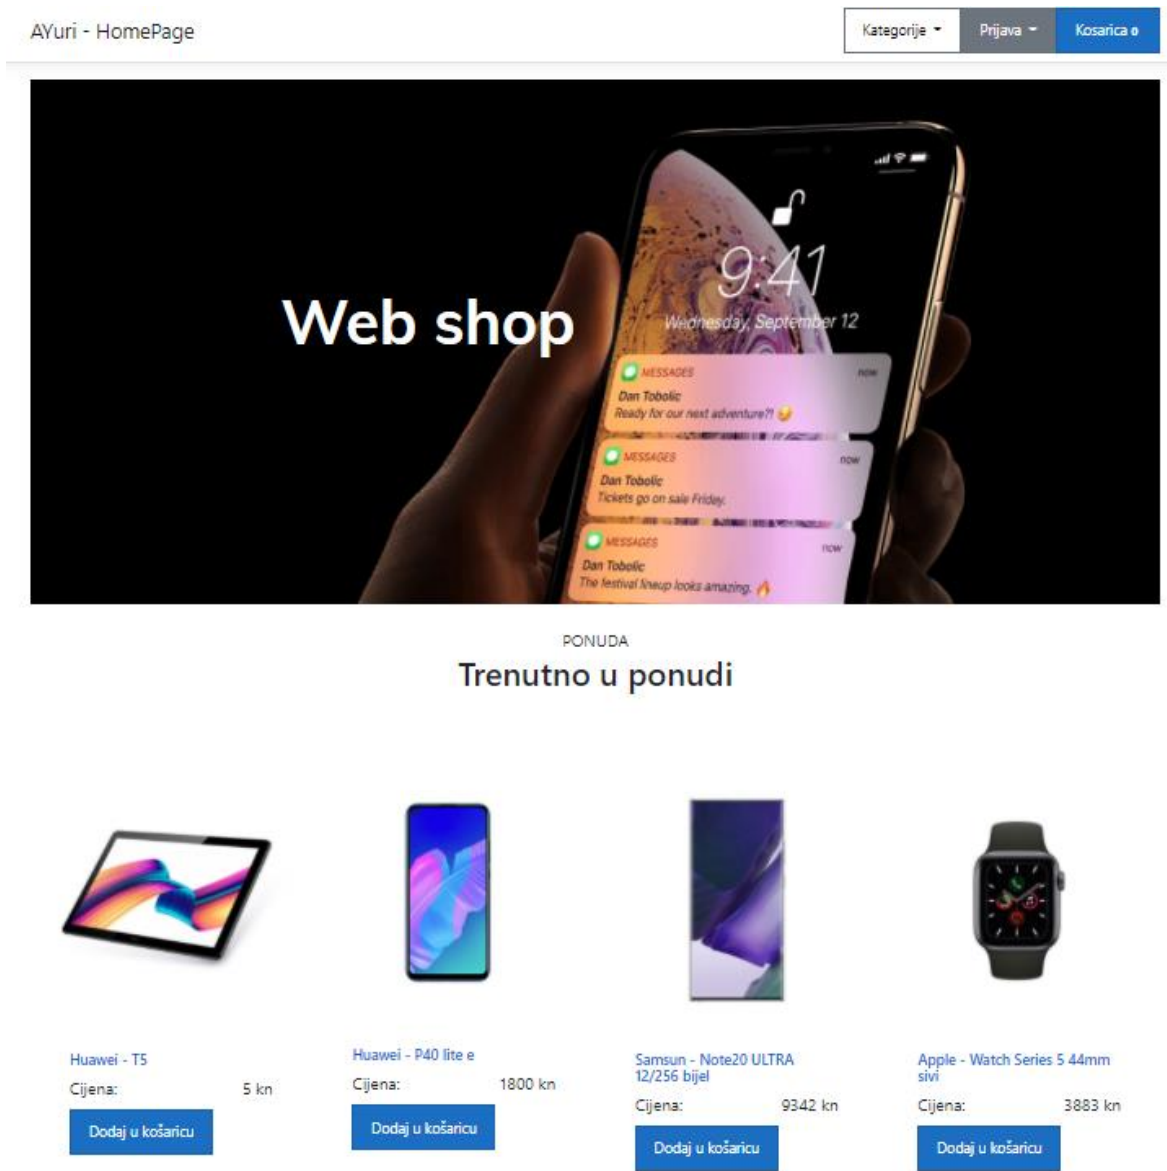 AYuri - HomePage
Kategorije
Prijava
Kosarica 0
9:41
Wednesday, September 12
Web shop
MESSAGES now
Dan Tobolic
Ready for our next adventure?!
MESSAGES now
Dan Tobolic
Tickets go on sale Friday.
MESSAGES now
Dan Tobolic
The festival lineup looks amazing.
PONUDA
Trenutno u ponudi
Huawei - T5
Cijena: 5 kn
Dodaj u košaricu
Huawei - P40 lite e
Cijena: 1800 kn
Dodaj u košaricu
Samsun - Note20 ULTRA
12/256 bijel
Cijena: 9342 kn
Dodaj u košaricu
Apple - Watch Series 5 44mm
sivi
Cijena: 3883 kn
Dodaj u košaricu